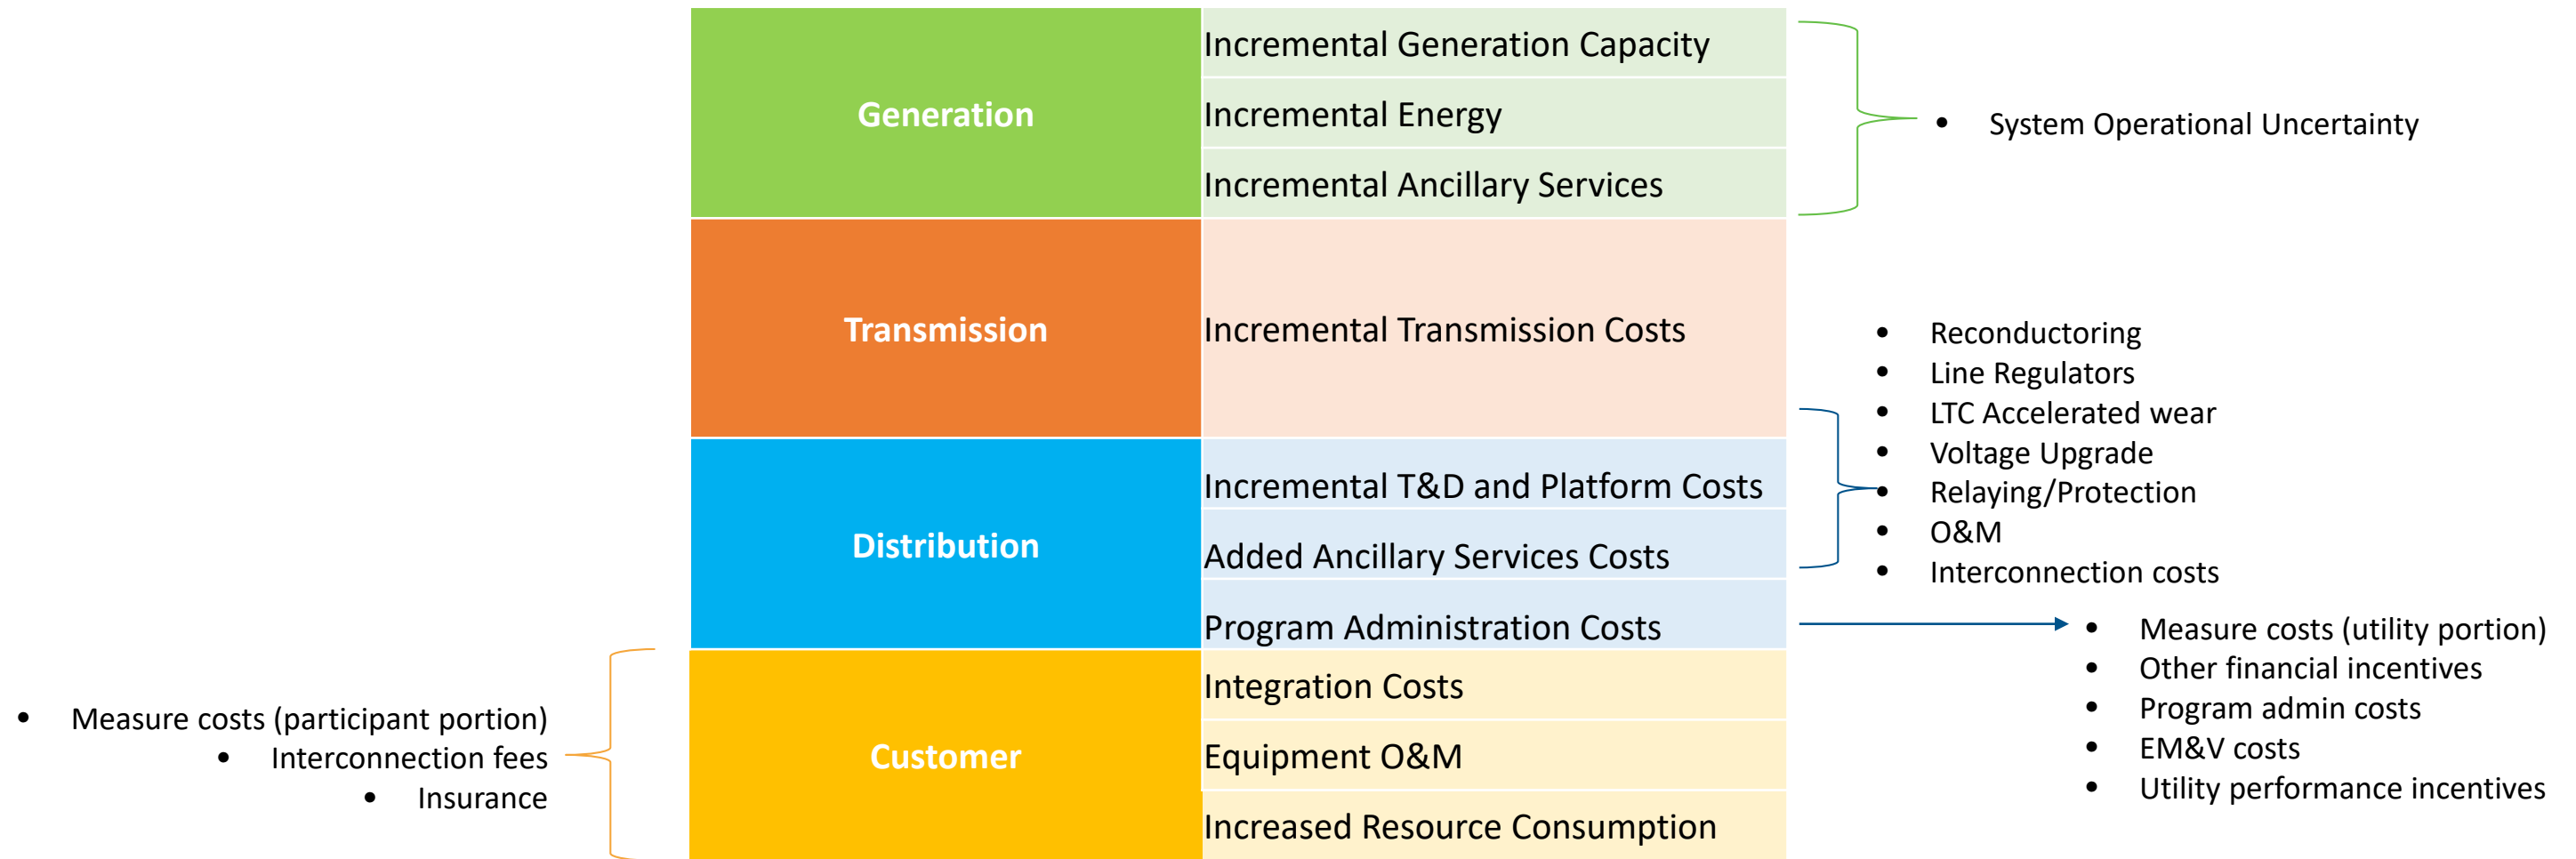 Generation
Incremental Generation Capacity
Incremental Energy
Incremental Ancillary Services
• System Operational Uncertainty
Transmission
Incremental Transmission Costs
Distribution
Incremental T&D and Platform Costs
Added Ancillary Services Costs
Program Administration Costs
• Reconductoring
• Line Regulators
• LTC Accelerated wear
• Voltage Upgrade
• Relaying/Protection
• O&M
• Interconnection costs
• Measure costs (utility portion)
• Other financial incentives
• Program admin costs
• EM&V costs
• Utility performance incentives
Customer
Integration Costs
Equipment O&M
Increased Resource Consumption
• Measure costs (participant portion)
• Interconnection fees
• Insurance